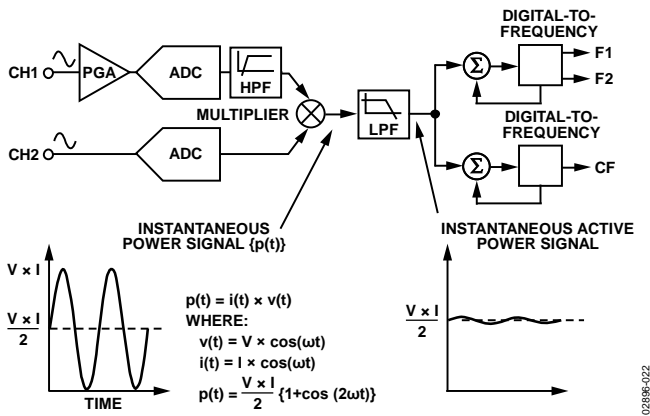 DIGITAL-TO-
FREQUENCY
CH1
PGA
ADC
HPF
MULTIPLIER
LPF
Σ
F1
F2
DIGITAL-TO-
FREQUENCY
CH2
ADC
Σ
CF
INSTANTANEOUS
POWER SIGNAL {p(t)}
INSTANTANEOUS ACTIVE
POWER SIGNAL
V × I
V × I
2
TIME
p(t) = i(t) × v(t)
WHERE:
v(t) = V × cos(ωt)
i(t) = I × cos(ωt)
p(t) = V × I / 2 {1+cos (2ωt)}
V × I
2
02896-022